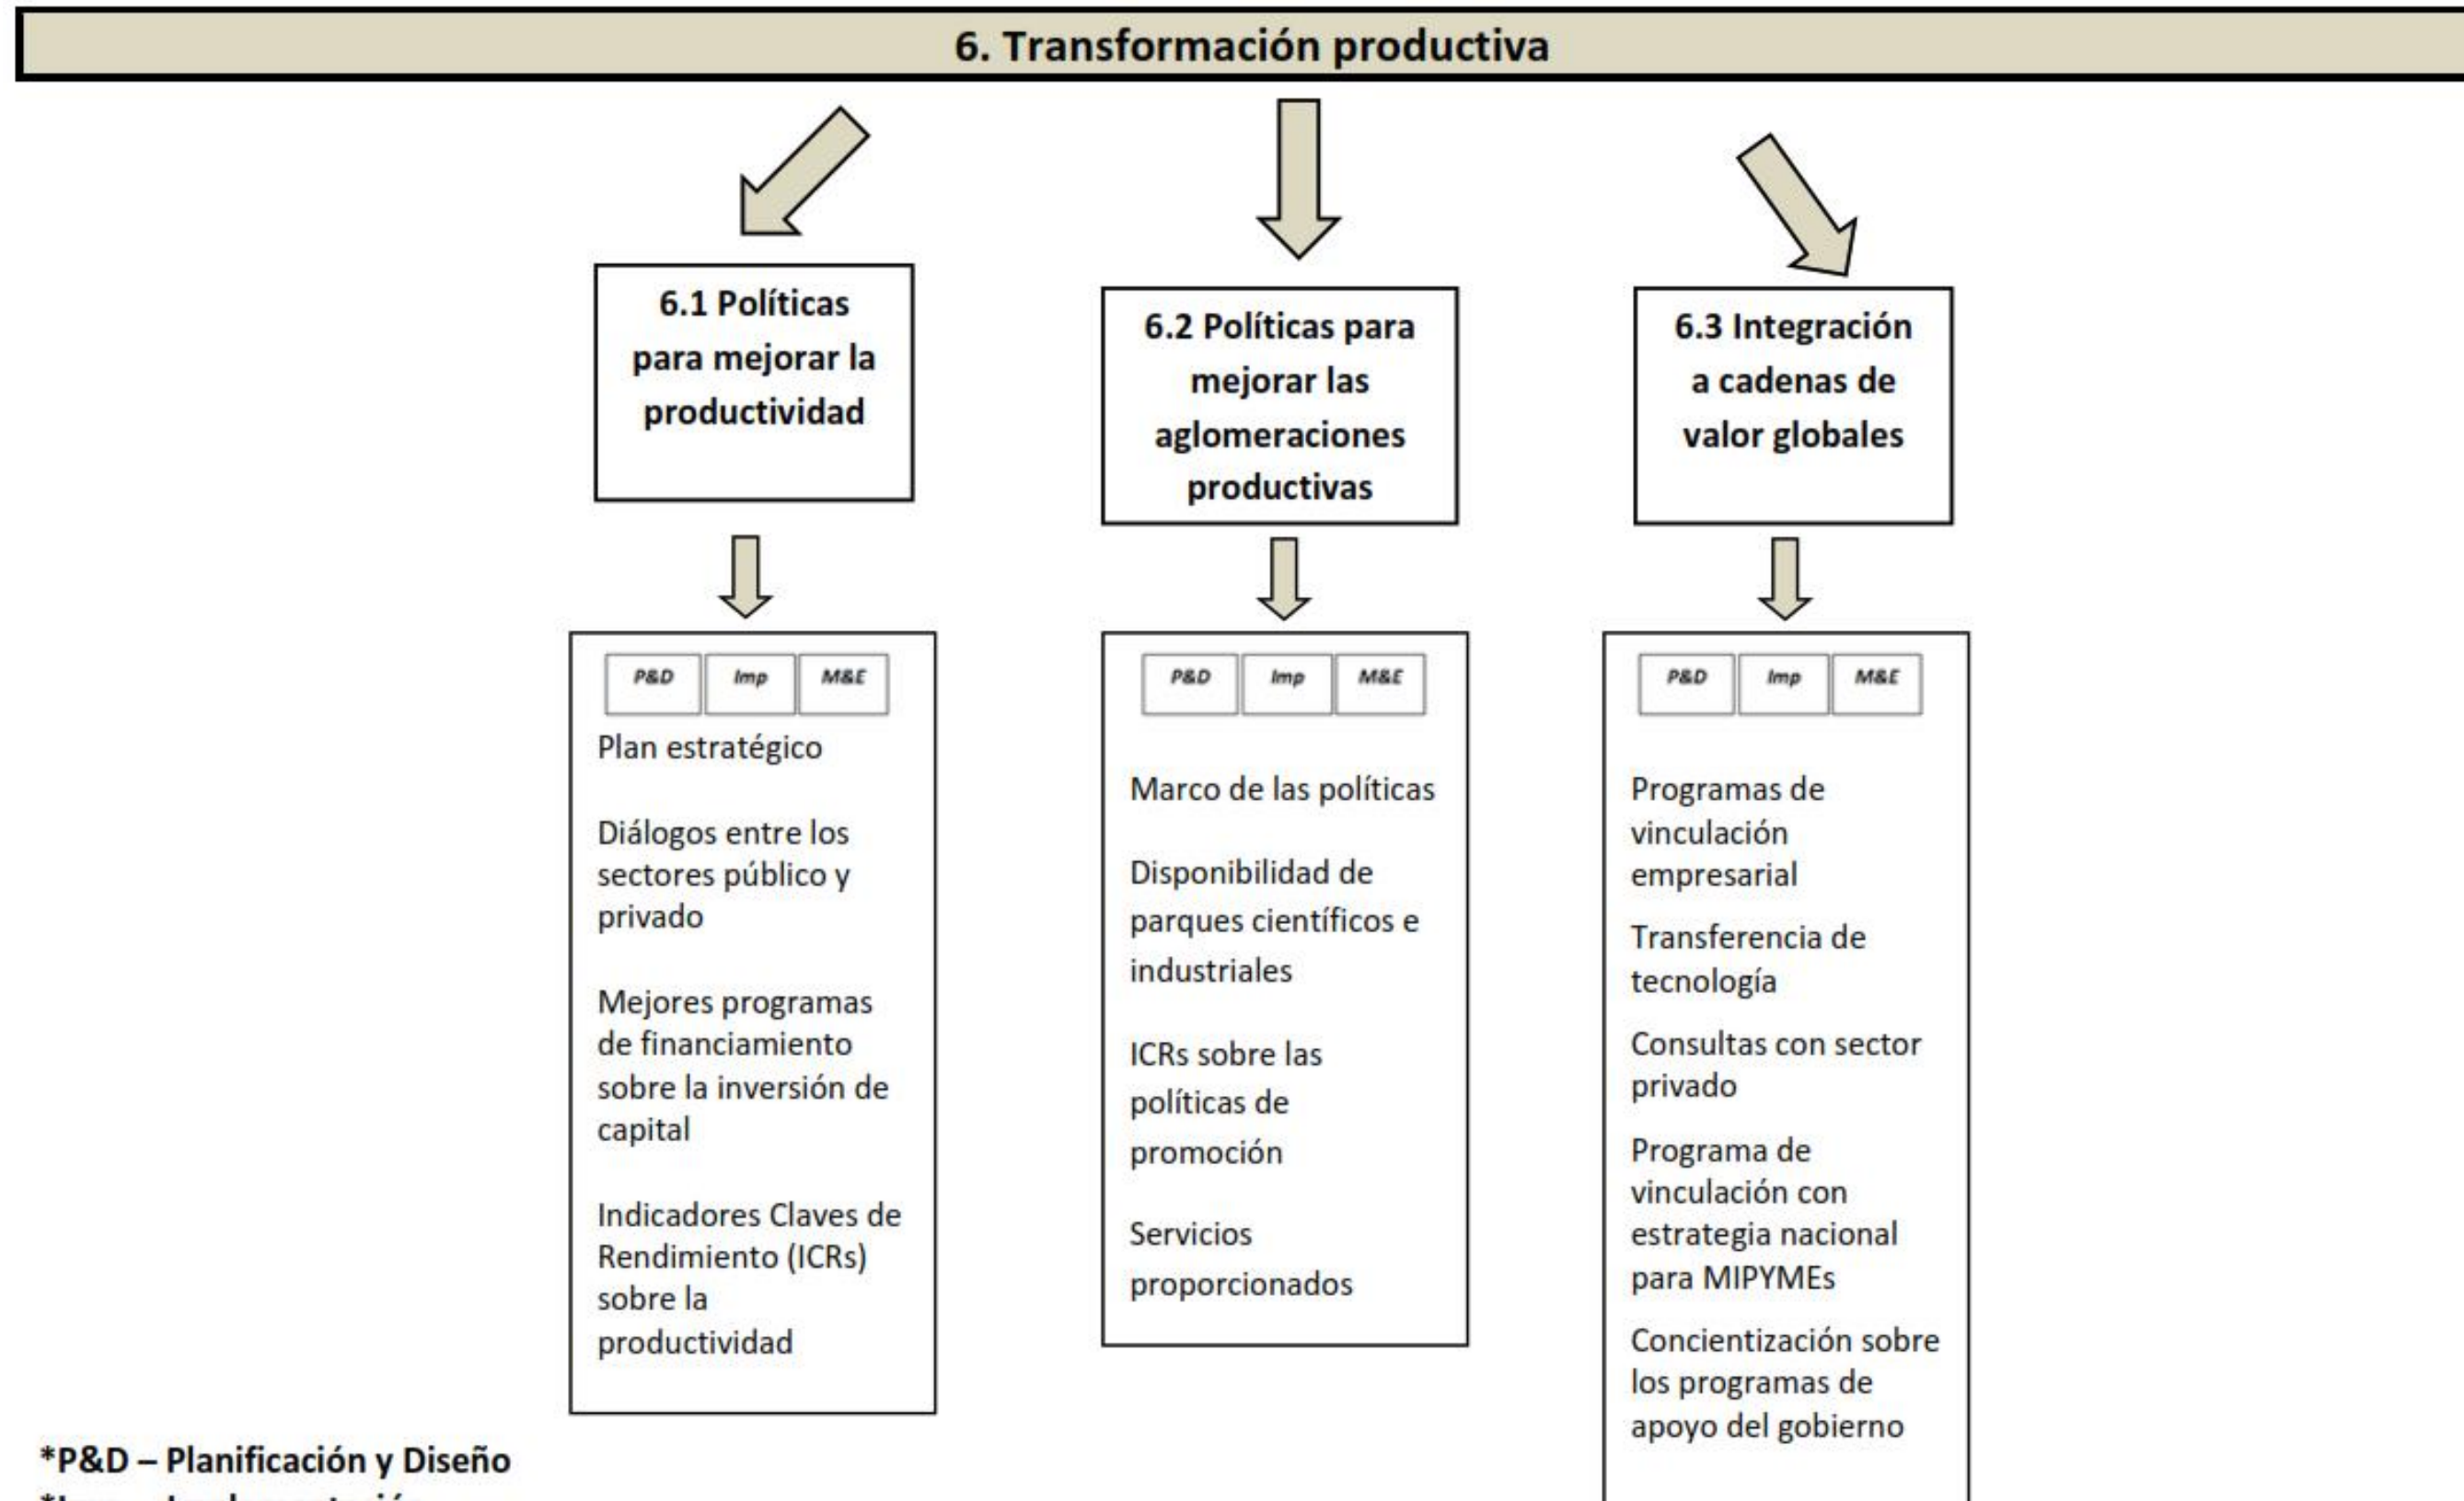 6. Transformación productiva
6.1 Políticas
para mejorar la
productividad
6.2 Políticas para
mejorar las
aglomeraciones
productivas
6.3 Integración
a cadenas de
valor globales
P&D Imp M&E
Plan estratégico
Diálogos entre los
sectores público y
privado
Mejores programas
de financiamiento
sobre la inversión de
capital
Indicadores Claves de
Rendimiento (ICRs)
sobre la
productividad
P&D Imp M&E
Marco de las políticas
Disponibilidad de
parques científicos e
industriales
ICRs sobre las
políticas de
promoción
Servicios
proporcionados
P&D Imp M&E
Programas de
vinculación
empresarial
Transferencia de
tecnología
Consultas con sector
privado
Programa de
vinculación con
estrategia nacional
para MIPYMEs
Concientización sobre
los programas de
apoyo del gobierno
*P&D – Planificación y Diseño